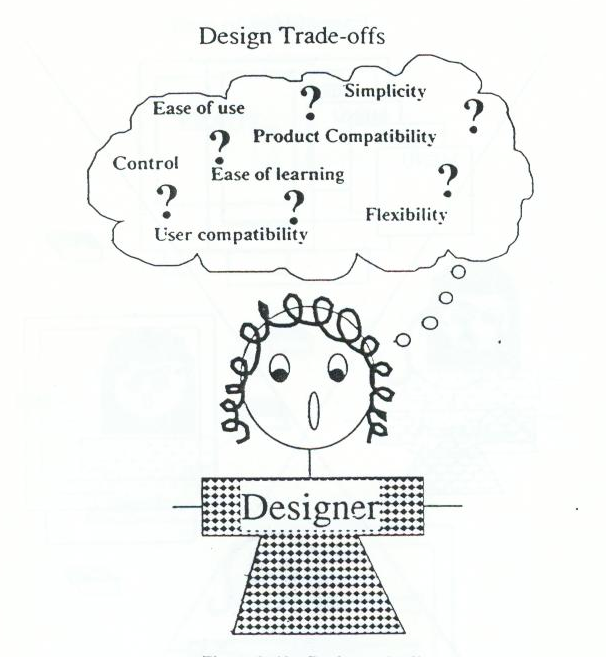 Design Trade-offs
Simplicity
Ease of use
?
?
Product Compatibility
?
Control
Ease of learning
?
?
?
Flexibility
User compatibility
Designer